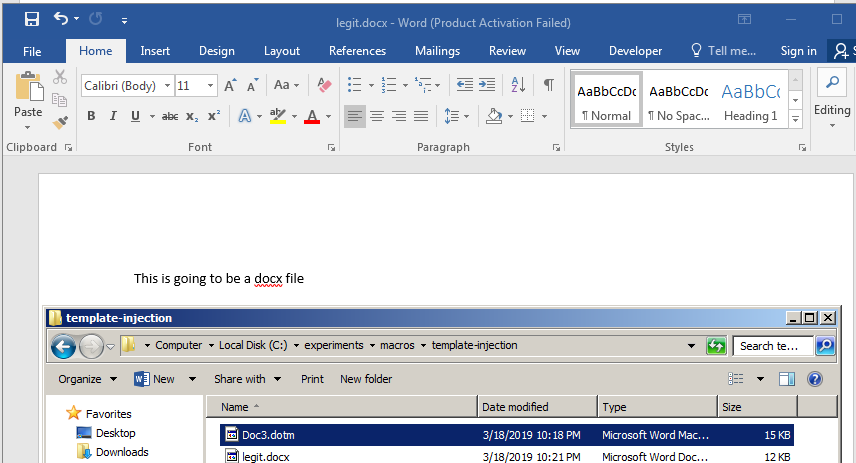 legit.docx - Word (Product Activation Failed)
File Home Insert Design Layout References Mailings Review View Developer Tell me... Sign in S
Calibri (Body) 11 A A Aa A
Paste B I U abc x₂ x² A ab A
AaBbCcDc AaBbCcDc AaBbCc
¶ Normal ¶ No Spac... Heading 1
Editing
Clipboard Font Paragraph Styles
This is going to be a docx file
template-injection
Computer Local Disk (C:) experiments macros template-injection Search te...
Organize New Share with Print New folder
Favorites Name Date modified Type Size
Desktop Doc3.dotm 3/18/2019 10:18 PM Microsoft Word Mac... 15 KB
Downloads legit.docx 3/18/2019 10:21 PM Microsoft Word Doc... 12 KB